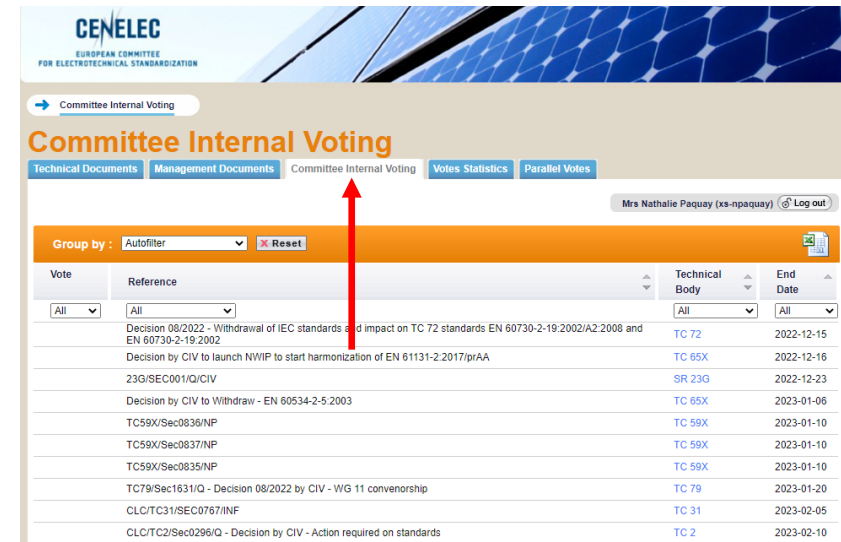 CENELEC
EUROPEAN COMMITTEE
FOR ELECTROTECHNICAL STANDARDIZATION
Committee Internal Voting
Committee Internal Voting
Technical Documents Management Documents Committee Internal Voting Votes Statistics Parallel Votes
Mrs Nathalie Paquay (xs-npaquay) Log out
Group by : Autofilter X Reset
Vote Reference Technical Body End Date
All All All All
Decision 08/2022 - Withdrawal of IEC standards and impact on TC 72 standards EN 60730-2-19:2002/A2:2008 and
EN 60730-2-19:2002 TC 72 2022-12-15
Decision by CIV to launch NWIP to start harmonization of EN 61131-2:2017/prAA TC 65X 2022-12-16
23G/SEC001/Q/CIV SR 23G 2022-12-23
Decision by CIV to Withdraw - EN 60534-2-5:2003 TC 65X 2023-01-06
TC59X/Sec0836/NP TC 59X 2023-01-10
TC59X/Sec0837/NP TC 59X 2023-01-10
TC59X/Sec0835/NP TC 59X 2023-01-10
TC79/Sec1631/Q - Decision 08/2022 by CIV - WG 11 convenorship TC 79 2023-01-20
CLC/TC31/SEC0767/INF TC 31 2023-02-05
CLC/TC2/Sec0296/Q - Decision by CIV - Action required on standards TC 2 2023-02-10